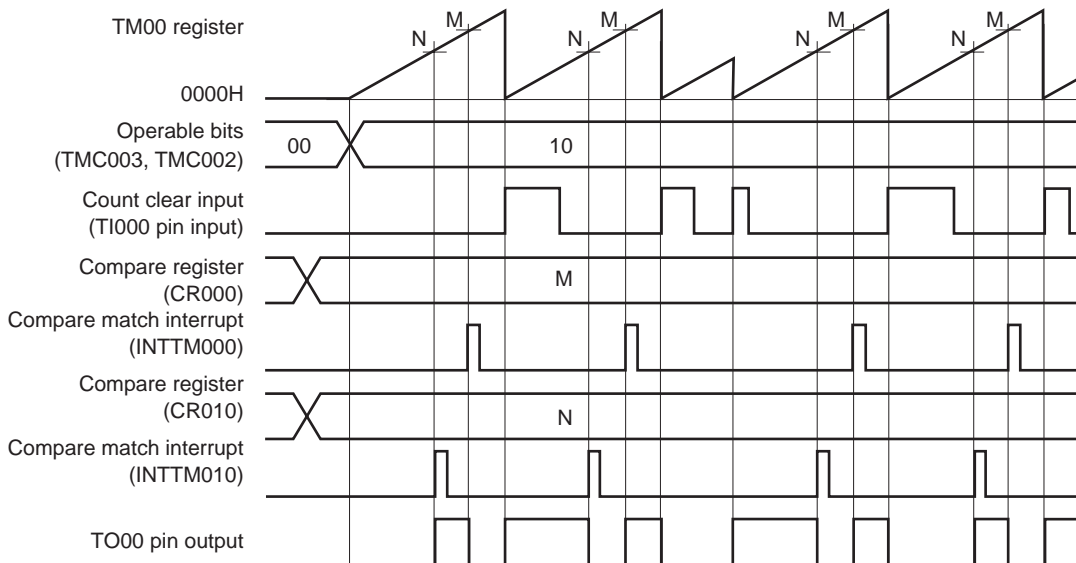 TM00 register
N M N M N M N M
0000H
Operable bits
(TMC003, TMC002)
00 10
Count clear input
(TI000 pin input)
Compare register
(CR000)
M
Compare match interrupt
(INTTM000)
Compare register
(CR010)
N
Compare match interrupt
(INTTM010)
TO00 pin output